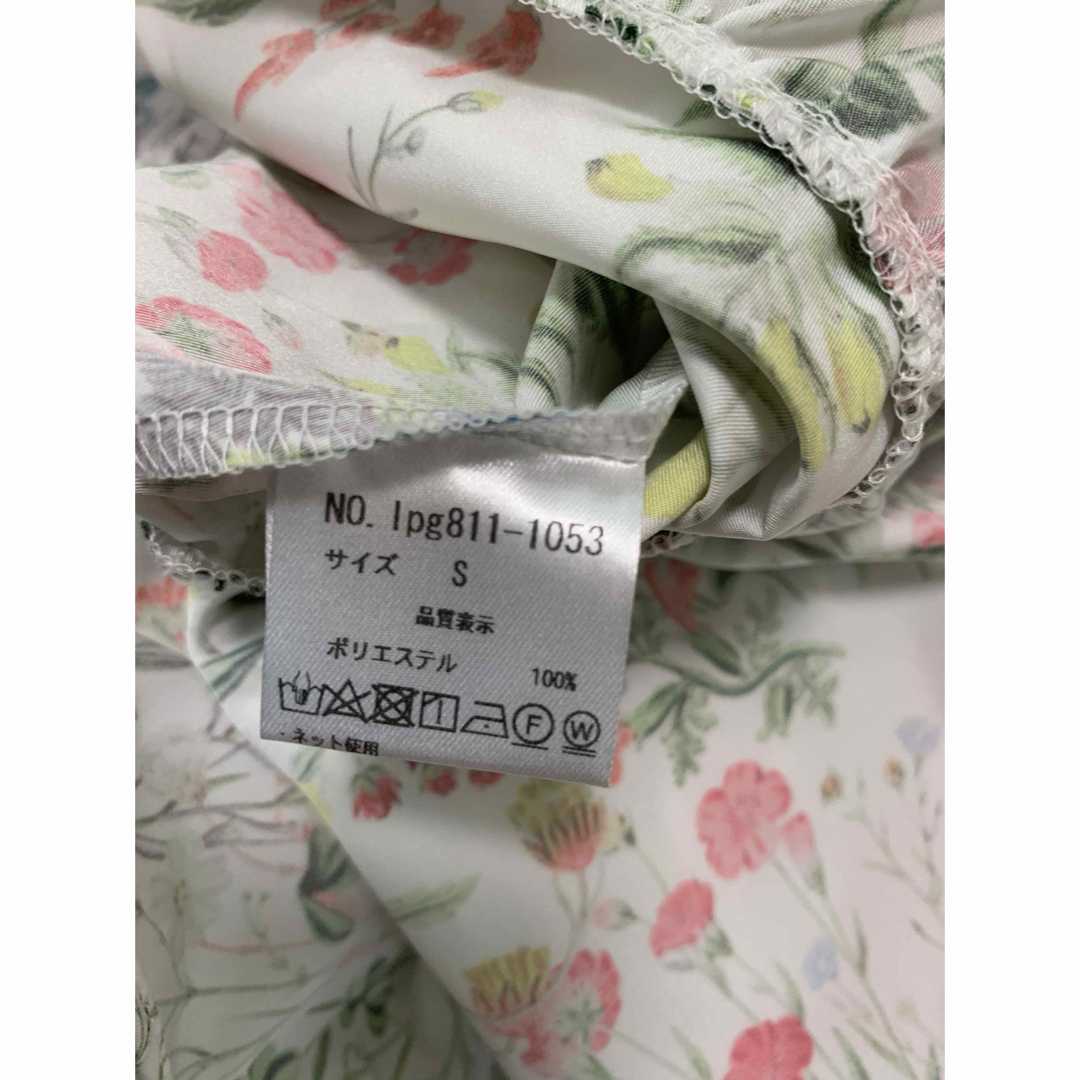 NO. lpg811-1053
サイズ S
品質表示
ポリエステル 100%
F W
・ネット使用